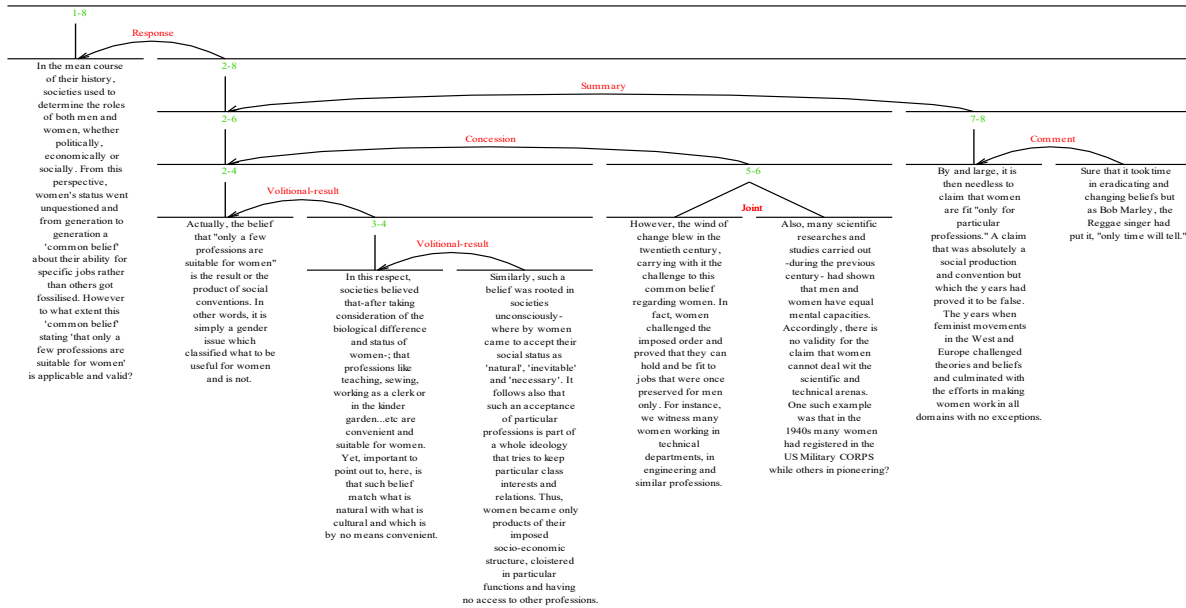 1-8
Response
In the mean course
of their history,
societies used to
determine the roles
of both men and
women, whether
politically,
economically or
socially. From this
perspective,
women's status went
unquestioned and
from generation to
generation a
'common belief'
about their ability for
specific jobs rather
than others got
fossilised. However
to what extent this
'common belief'
stating 'that only a
few professions are
suitable for women'
is applicable and valid?
2-8
Summary
2-6
Concession
2-4
Volitional-result
Actually, the belief
that "only a few
professions are
suitable for women"
is the result or the
product of social
conventions. In
other words, it is
simply a gender
issue which
classified what to be
useful for women
and is not.
3-4
Volitional-result
In this respect,
societies believed
that-after taking
consideration of the
biological difference
and status of
women-; that
professions like
teaching, sewing,
working as a clerk or
in the kinder
garden...etc are
convenient and
suitable for women.
Yet, important to
point out to, here, is
that such belief
match what is
natural with what is
cultural and which is
by no means convenient.
Similarly, such a
belief was rooted in
societies
unconsciously-
where by women
came to accept their
social status as
'natural', 'inevitable'
and 'necessary'. It
follows also that
such an acceptance
of particular
professions is part of
a whole ideology
that tries to keep
particular class
interests and
relations. Thus,
women became only
products of their
imposed
socio-economic
structure, cloistered
in particular
functions and having
no access to other professions.
5-6
Joint
However, the wind of
change blew in the
twentieth century,
carrying with it the
challenge to this
common belief
regarding women. In
fact, women
challenged the
imposed order and
proved that they can
hold and be fit to
jobs that were once
preserved for men
only. For instance,
we witness many
women working in
technical
departments, in
engineering and
similar professions.
Also, many scientific
researches and
studies carried out
-during the previous
century- had shown
that men and
women have equal
mental capacities.
Accordingly, there is
no validity for the
claim that women
cannot deal wit the
scientific and
technical arenas.
One such example
was that in the
1940s many women
had registered in the
US Military CORPS
while others in pioneering?
7-8
Comment
By and large, it is
then needless to
claim that women
are fit "only for
particular
professions." A claim
that was absolutely a
social production
and convention but
which the years had
proved it to be false.
The years when
feminist movements
in the West and
Europe challenged
theories and beliefs
and culminated with
the efforts in making
women work in all
domains with no exceptions.
Sure that it took time
in eradicating and
changing beliefs but
as Bob Marley, the
Reggae singer had
put it, "only time will tell."